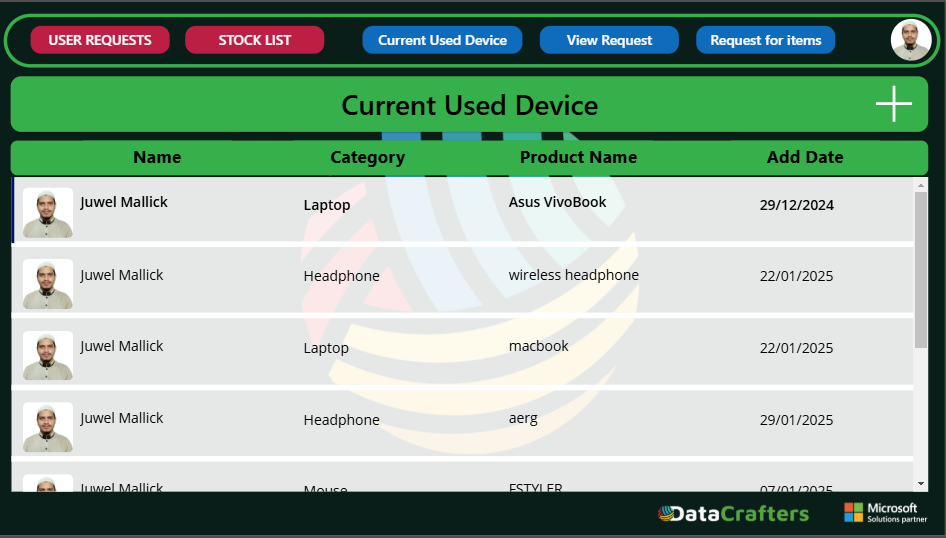 USER REQUESTS STOCK LIST Current Used Device View Request Request for items
Current Used Device
Name Category Product Name Add Date
Juwel Mallick Laptop Asus VivoBook 29/12/2024
Juwel Mallick Headphone wireless headphone 22/01/2025
Juwel Mallick Laptop macbook 22/01/2025
Juwel Mallick Headphone aerg 29/01/2025
Juwel Mallick Mouse FSTYLER 07/01/2025
DataCrafters Microsoft
Solutions partner